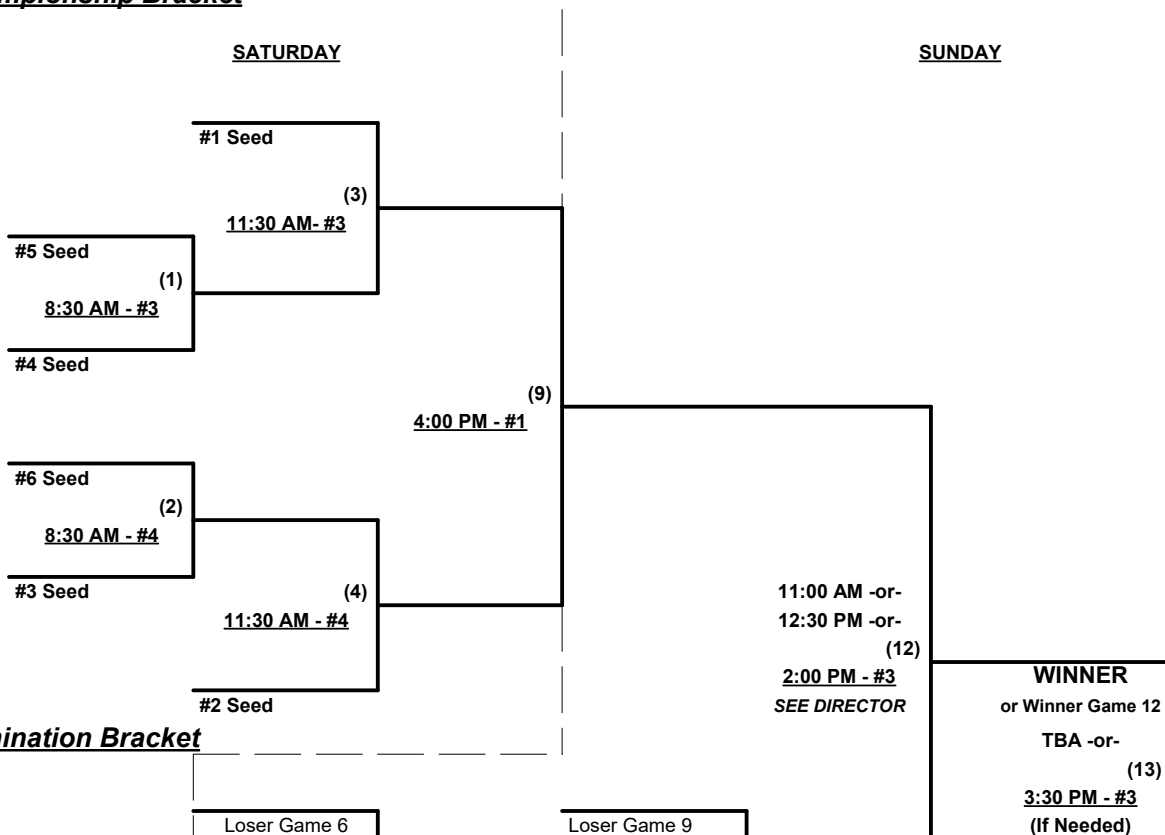 Bracket
SATURDAY
SUNDAY
#1 Seed
(3)
11:30 AM- #3
#5 Seed
(1)
8:30 AM - #3
#4 Seed
(9)
4:00 PM - #1
#6 Seed
(2)
8:30 AM - #4
#3 Seed
(4)
11:30 AM - #4
#2 Seed
11:00 AM -or-
12:30 PM -or-
(12)
2:00 PM - #3
SEE DIRECTOR
WINNER
or Winner Game 12
TBA -or-
(13)
3:30 PM - #3
(If Needed)
ination Bracket
Loser Game 6
Loser Game 9